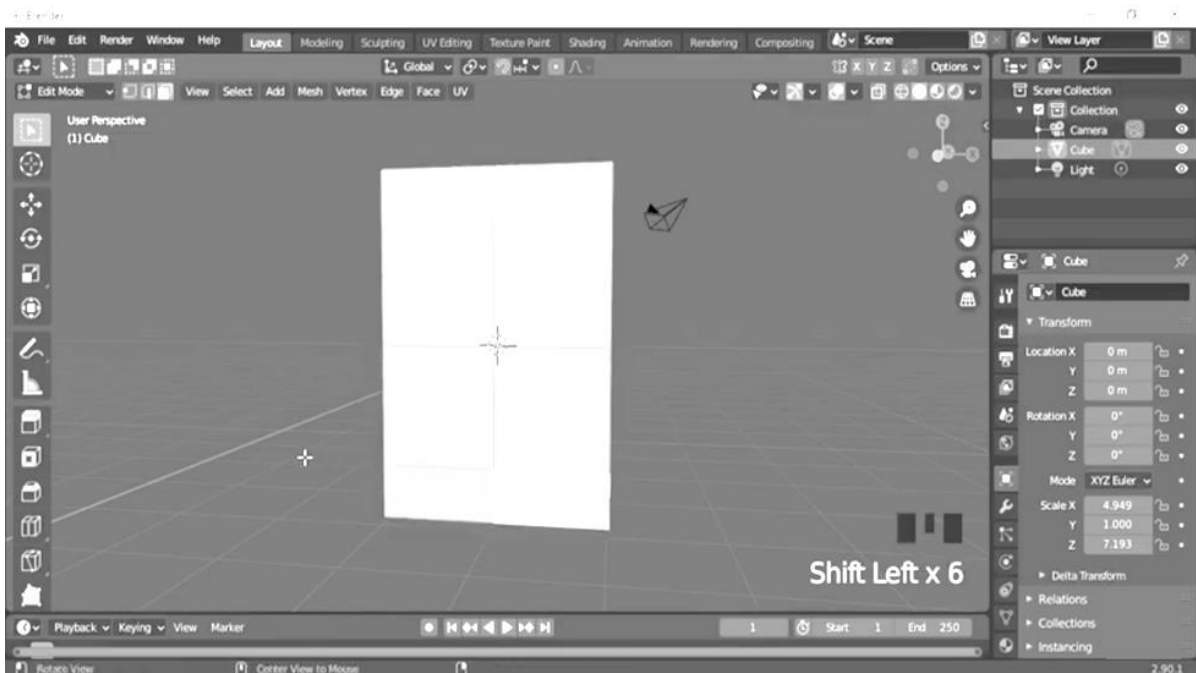 Blender
File Edit Render Window Help Layout Modeling Sculpting UV Editing Texture Paint Shading Animation Rendering Compositing Scene View Layer
Global X Y Z Options
Edit Mode View Select Add Mesh Vertex Edge Face UV
User Perspective
(1) Cube
Scene Collection
Collection
Camera
Cube
Light
Cube
Cube
Transform
Location X 0 m
Y 0 m
Z 0 m
Rotation X 0°
Y 0°
Z 0°
Mode XYZ Euler
Scale X 4.949
Y 1.000
Z 7.193
Delta Transform
Relations
Collections
Instancing
Shift Left x 6
Playback Keying View Marker 1 Start 1 End 250
Rotate View Center View to Mouse 2.90.1